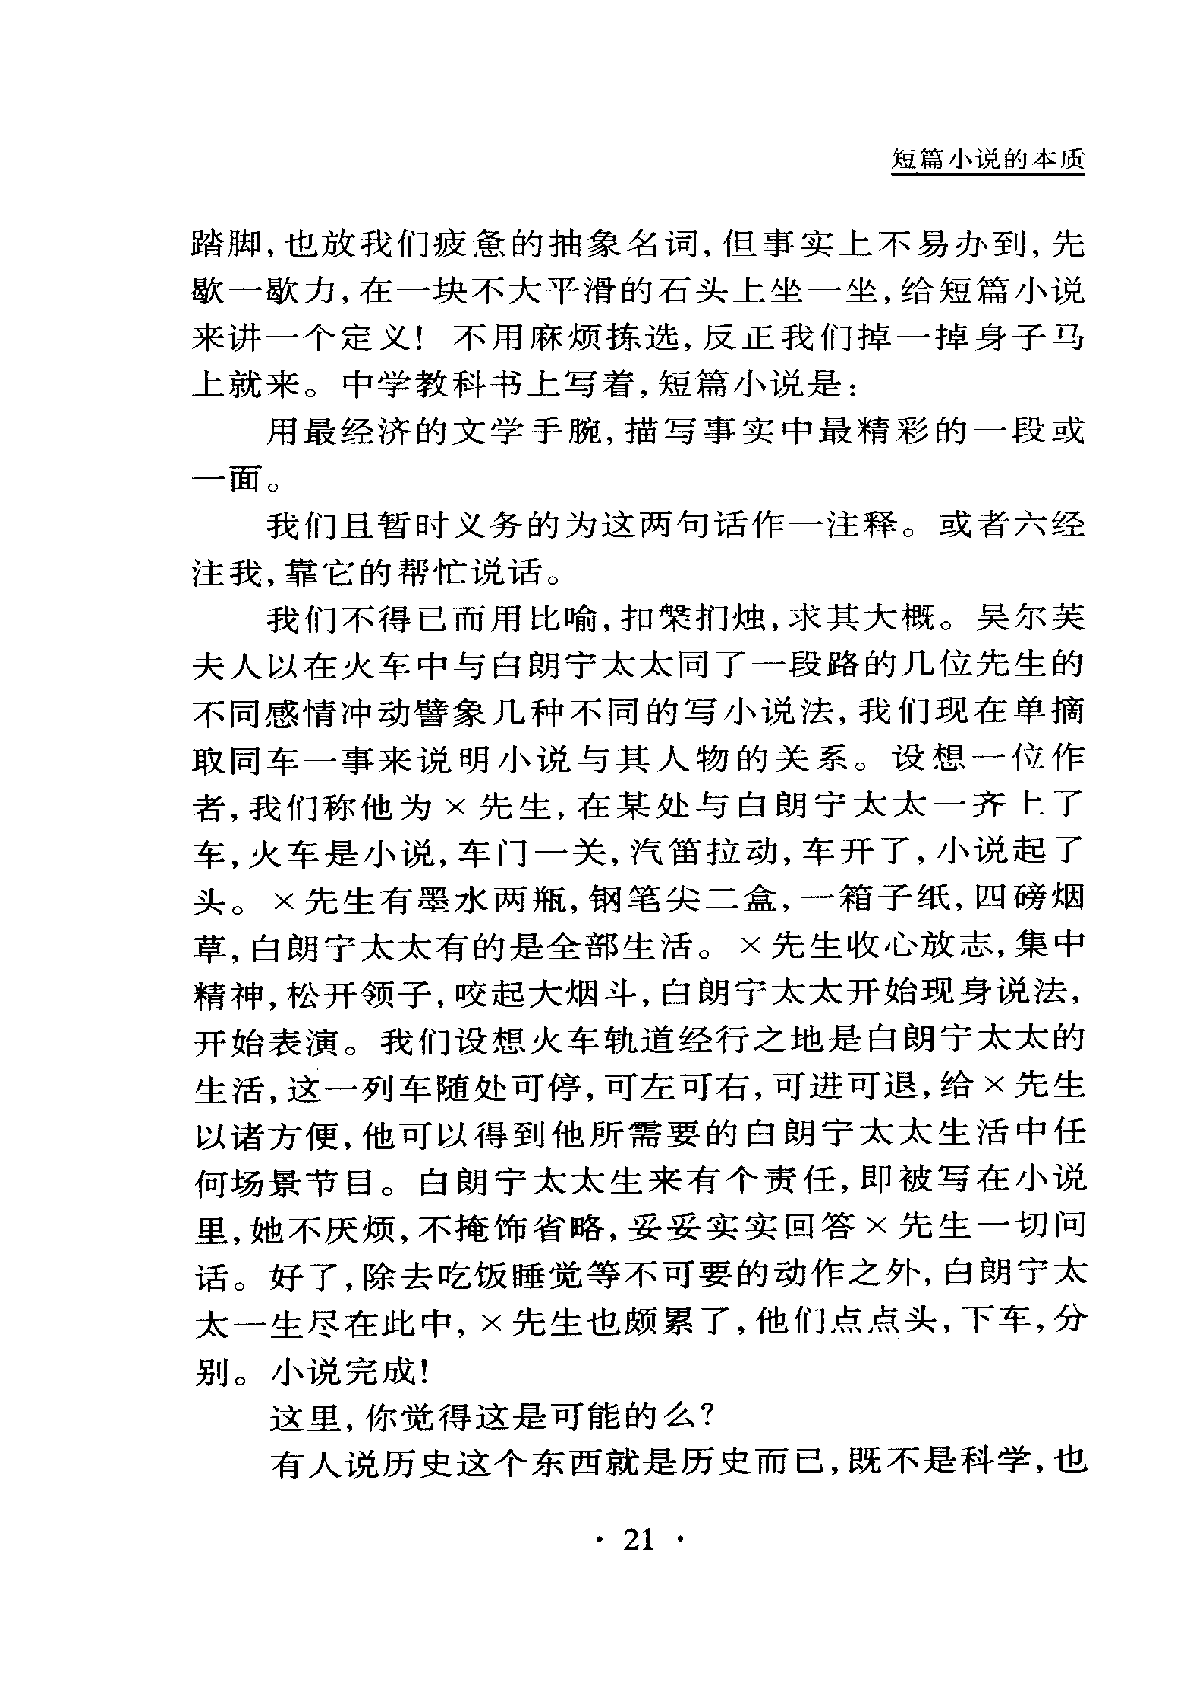 短篇小说的本质
踏脚,也放我们疲惫的抽象名词,但事实上不易办到,先
歇一歇力,在一块不大平滑的石头上坐一坐,给短篇小说
来讲一个定义! 不用麻烦拣选,反正我们掉一掉身子马
上就来。中学教科书上写着,短篇小说是:
用最经济的文学手腕,描写事实中最精彩的一段或
一面。
我们且暂时义务的为这两句话作一注释。或者六经
注我,靠它的帮忙说话。
我们不得已而用比喻,扣槃扪烛,求其大概。吴尔芙
夫人以在火车中与白朗宁太太同了一段路的几位先生的
不同感情冲动譬象几种不同的写小说法,我们现在单摘
取同车一事来说明小说与其人物的关系。设想一位作
者,我们称他为×先生,在某处与白朗宁太太一齐上了
车,火车是小说,车门一关,汽笛拉动,车开了,小说起了
头。×先生有墨水两瓶,钢笔尖二盒,一箱子纸,四磅烟
草,白朗宁太太有的是全部生活。×先生收心放志,集中
精神,松开领子,咬起大烟斗,白朗宁太太开始现身说法,
开始表演。我们设想火车轨道经行之地是白朗宁太太的
生活,这一列车随处可停,可左可右,可进可退,给×先生
以诸方便,他可以得到他所需要的白朗宁太太生活中任
何场景节目。白朗宁太太生来有个责任,即被写在小说
里,她不厌烦,不掩饰省略,妥妥实实回答×先生一切问
话。好了,除去吃饭睡觉等不可要的动作之外,白朗宁太
太一生尽在此中,×先生也颇累了,他们点点头,下车,分
别。小说完成!
这里,你觉得这是可能的么?
有人说历史这个东西就是历史而已,既不是科学,也
· 21 ·